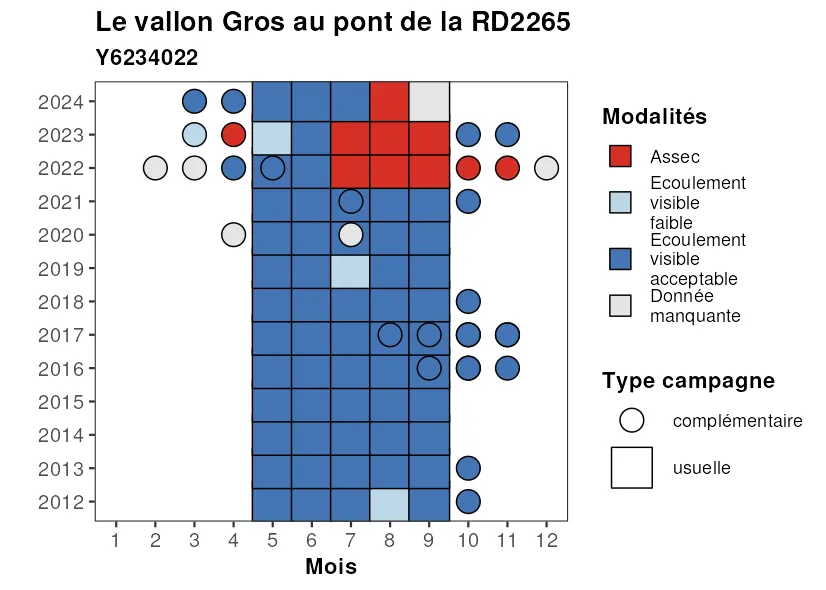 Le vallon Gros au pont de la RD2265
Y6234022
2024
2023
2022
2021
2020
2019
2018
2017
2016
2015
2014
2013
2012
1 2 3 4 5 6 7 8 9 10 11 12
Mois
Modalités
Assec
Ecoulement
visible
faible
Ecoulement
visible
acceptable
Donnée
manquante
Type campagne
complémentaire
usuelle